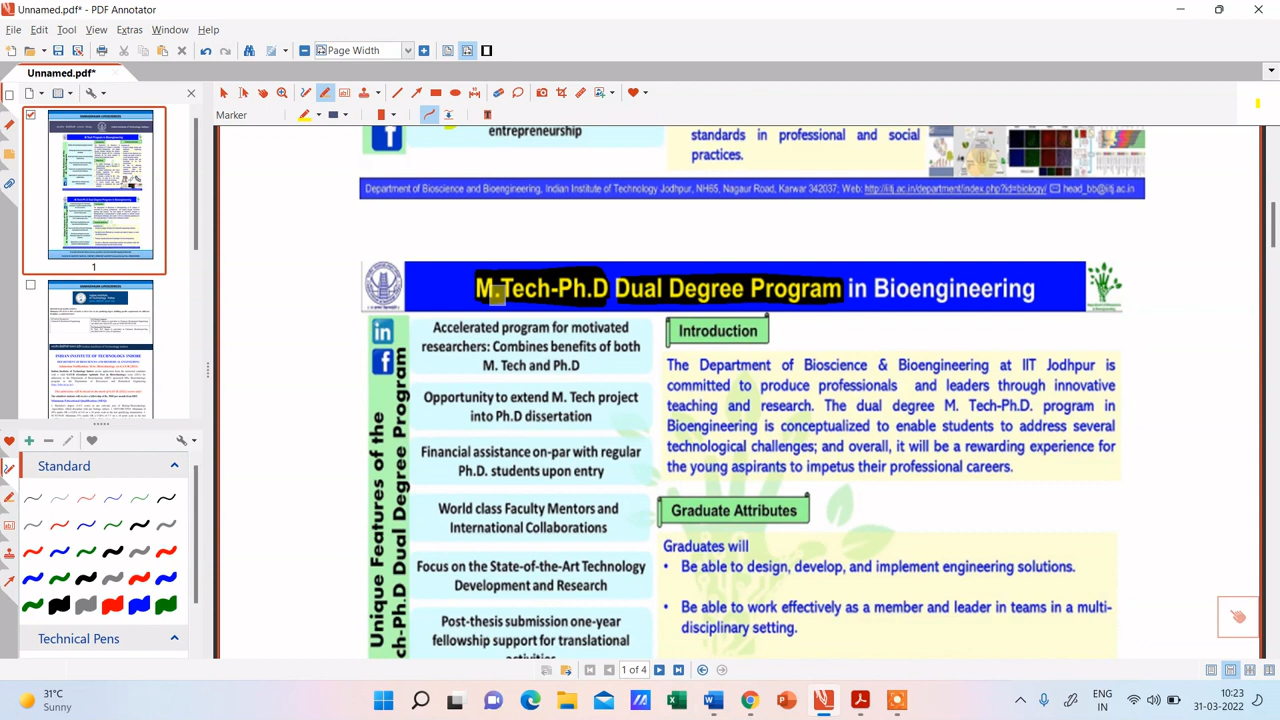 Unnamed.pdf* - PDF Annotator
File Edit Tool View Extras Window Help
Page Width
Unnamed.pdf*
Marker
entrepreneurship
standards in professional and social
practices.
Department of Bioscience and Bioengineering, Indian Institute of Technology Jodhpur, NH65, Nagaur Road, Karwar 342037; Web: http://iitj.ac.in/department/index.php?id=biology/ head_bb@iitj.ac.in
M.Tech-Ph.D Dual Degree Program in Bioengineering
Unique Features of the
ch-Ph.D Dual Degree Program
Accelerated program for motivated
researchers: Combines benefits of both
M.Tech and Ph.D
Opportunity of your M. Tech project
into Ph.D dissertation
Financial assistance on-par with regular
Ph.D. students upon entry
World class Faculty Mentors and
International Collaborations
Focus on the State-of-the-Art Technology
Development and Research
Post-thesis submission one-year
fellowship support for translational
Introduction
The Department of Bioscience & Bioengineering at IIT Jodhpur is
committed to produce professionals and leaders through innovative
teaching and research. The dual degree M.Tech-Ph.D. program in
Bioengineering is conceptualized to enable students to address several
technological challenges; and overall, it will be a rewarding experience for
the young aspirants to impetus their professional careers.
Graduate Attributes
Graduates will
• Be able to design, develop, and implement engineering solutions.
• Be able to work effectively as a member and leader in teams in a multi-
disciplinary setting.
1
INDIAN INSTITUTE OF TECHNOLOGY INDORE
Standard
Technical Pens
1 of 4
31°C
Sunny
ENG
IN
10:23
31-03-2022